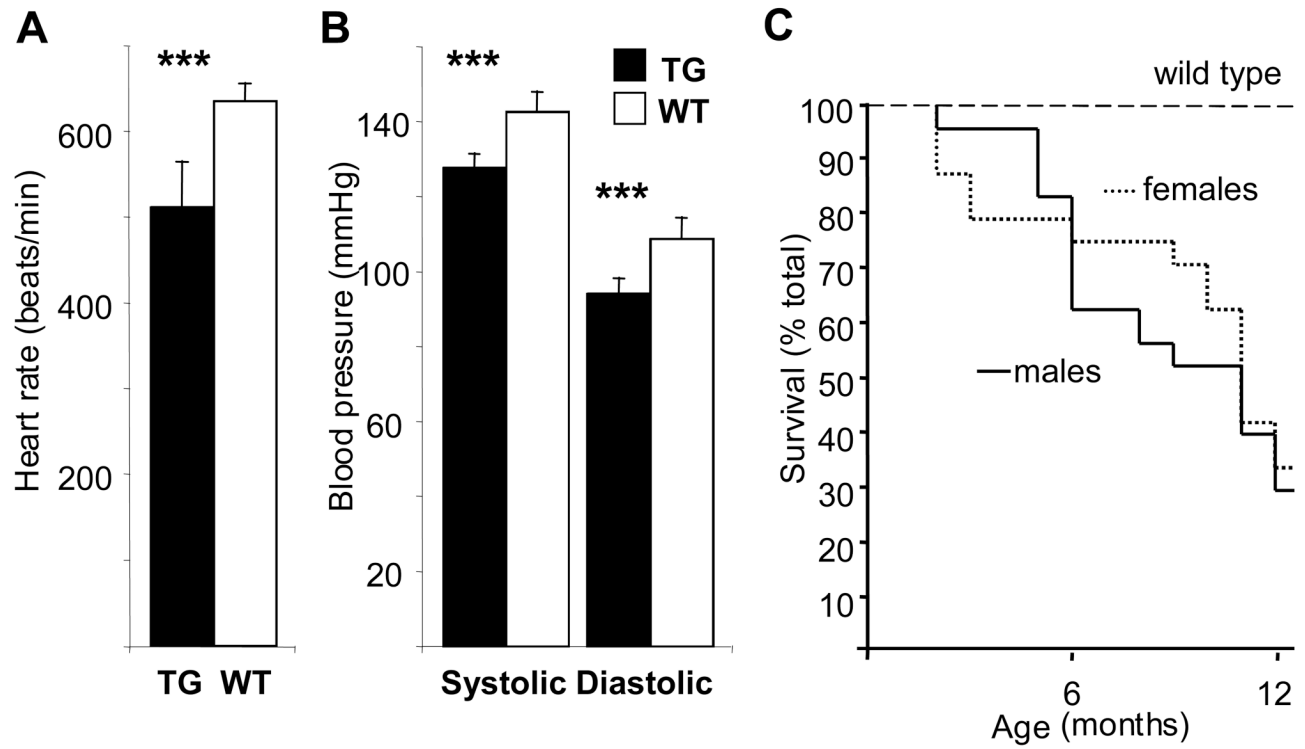 A
Heart rate (beats/min)
600
400
200
***
TG WT
B
Blood pressure (mmHg)
140
100
60
20
***
***
TG
WT
Systolic Diastolic
C
wild type
Survival (% total)
100
90
80
70
60
50
40
30
20
10
females
males
6
12
Age (months)